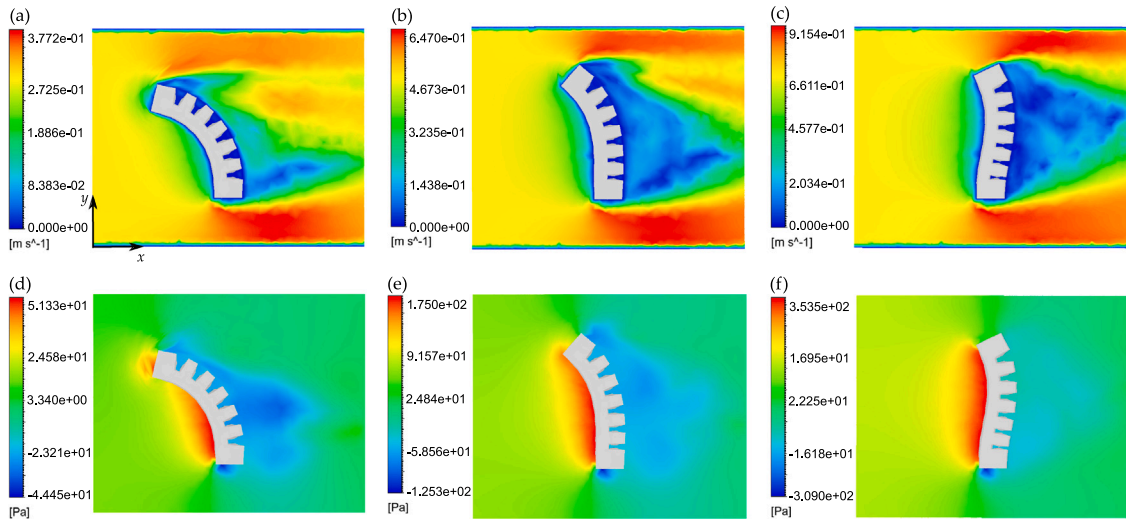 (a)
3.772e-01
2.725e-01
1.886e-01
8.383e-02
0.000e+00
[m s^-1]
y
x
(b)
6.470e-01
4.673e-01
3.235e-01
1.438e-01
0.000e+00
[m s^-1]
(c)
9.154e-01
6.611e-01
4.577e-01
2.034e-01
0.000e+00
[m s^-1]
(d)
5.133e+01
2.458e+01
3.340e+00
-2.321e+01
-4.445e+01
[Pa]
(e)
1.750e+02
9.157e+01
2.484e+01
-5.856e+01
-1.253e+02
[Pa]
(f)
3.535e+02
1.695e+02
2.225e+01
-1.618e+02
-3.090e+02
[Pa]